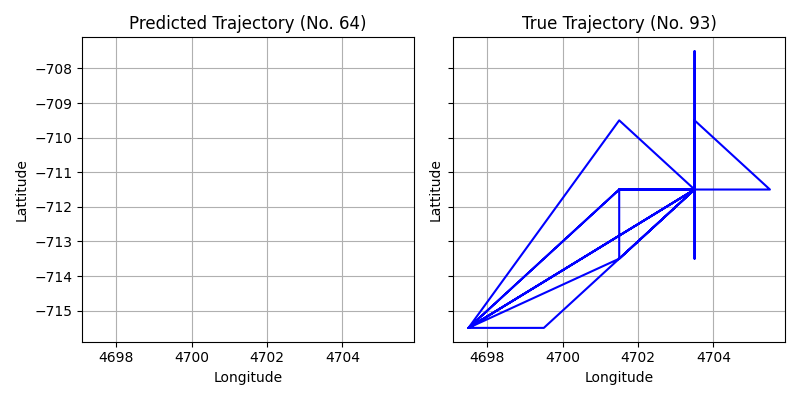 Predicted Trajectory (No. 64)
True Trajectory (No. 93)
−708
−709
−710
−711
−712
−713
−714
−715
Lattitude
Lattitude
4698 4700 4702 4704
4698 4700 4702 4704
Longitude
Longitude